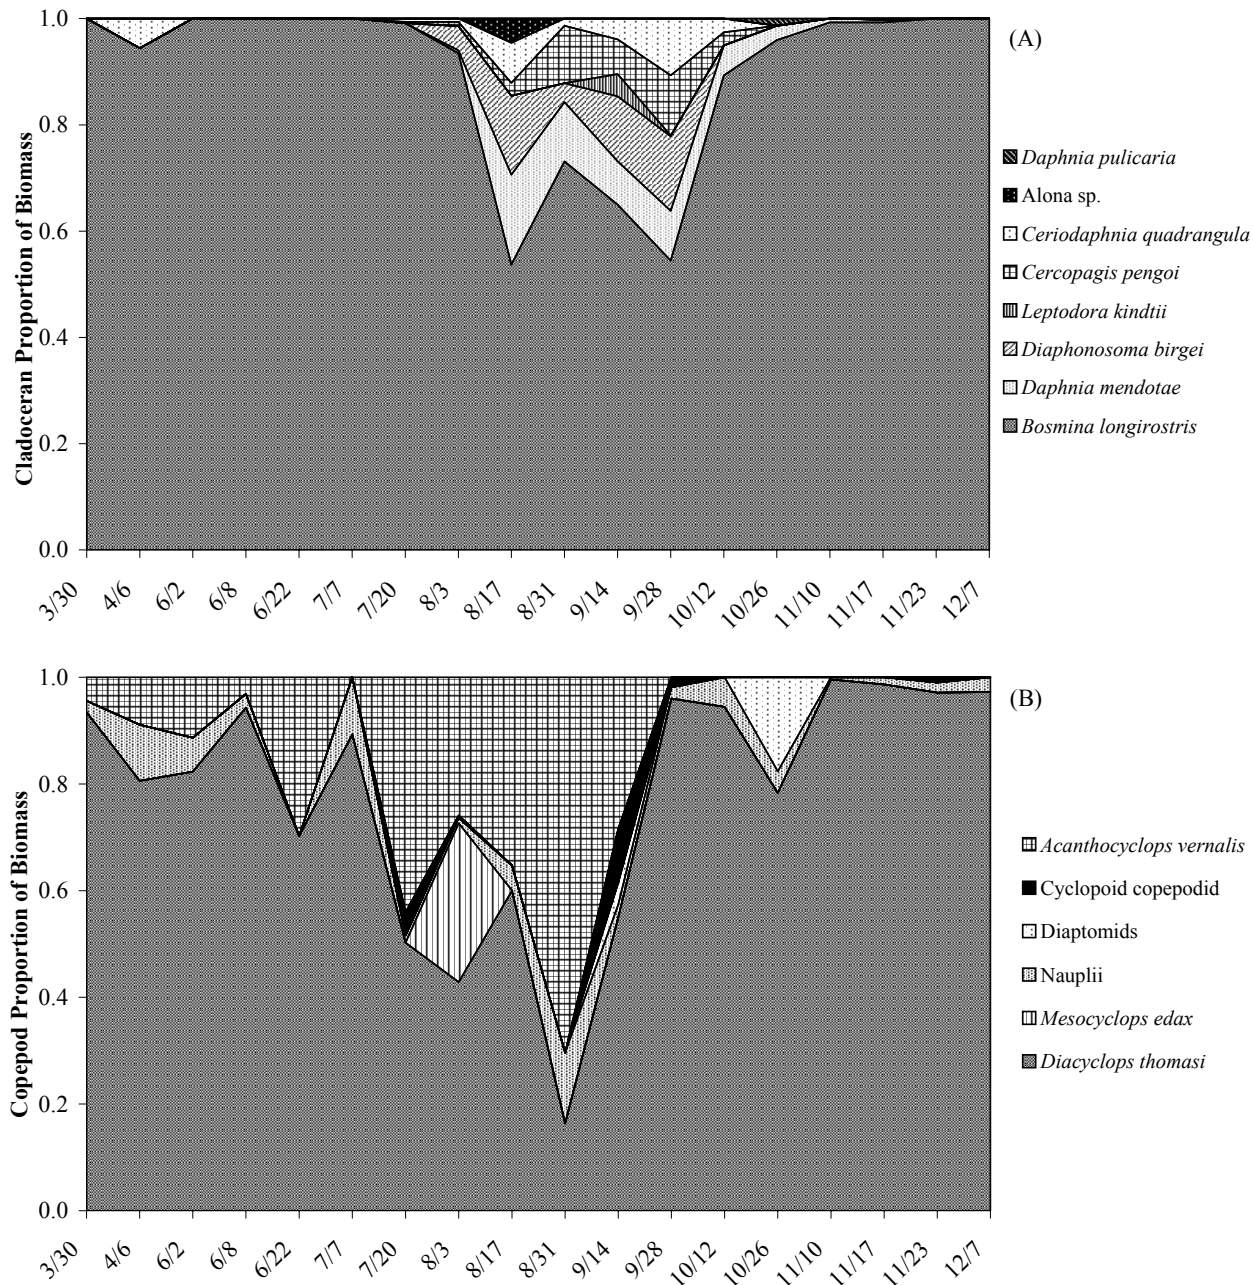 (A)
Cladoceran Proportion of Biomass
1.0
0.8
0.6
0.4
0.2
0.0
3/30 4/6 6/2 6/8 6/22 7/7 7/20 8/3 8/17 8/31 9/14 9/28 10/12 10/26 11/10 11/17 11/23 12/7
Daphnia pulicaria
Alona sp.
Ceriodaphnia quadrangula
Cercopagis pengoi
Leptodora kindtii
Diaphonosoma birgei
Daphnia mendotae
Bosmina longirostris
(B)
Copepod Proportion of Biomass
1.0
0.8
0.6
0.4
0.2
0.0
3/30 4/6 6/2 6/8 6/22 7/7 7/20 8/3 8/17 8/31 9/14 9/28 10/12 10/26 11/10 11/17 11/23 12/7
Acanthocyclops vernalis
Cyclopoid copepodid
Diaptomids
Nauplii
Mesocyclops edax
Diacyclops thomasi